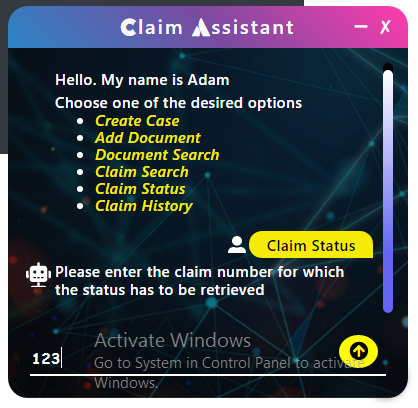 Claim Assistant
Hello. My name is Adam
Choose one of the desired options
Create Case
Add Document
Document Search
Claim Search
Claim Status
Claim History
Claim Status
Please enter the claim number for which
the status has to be retrieved
Activate Windows
123
Go to System in Control Panel to activate
Windows.